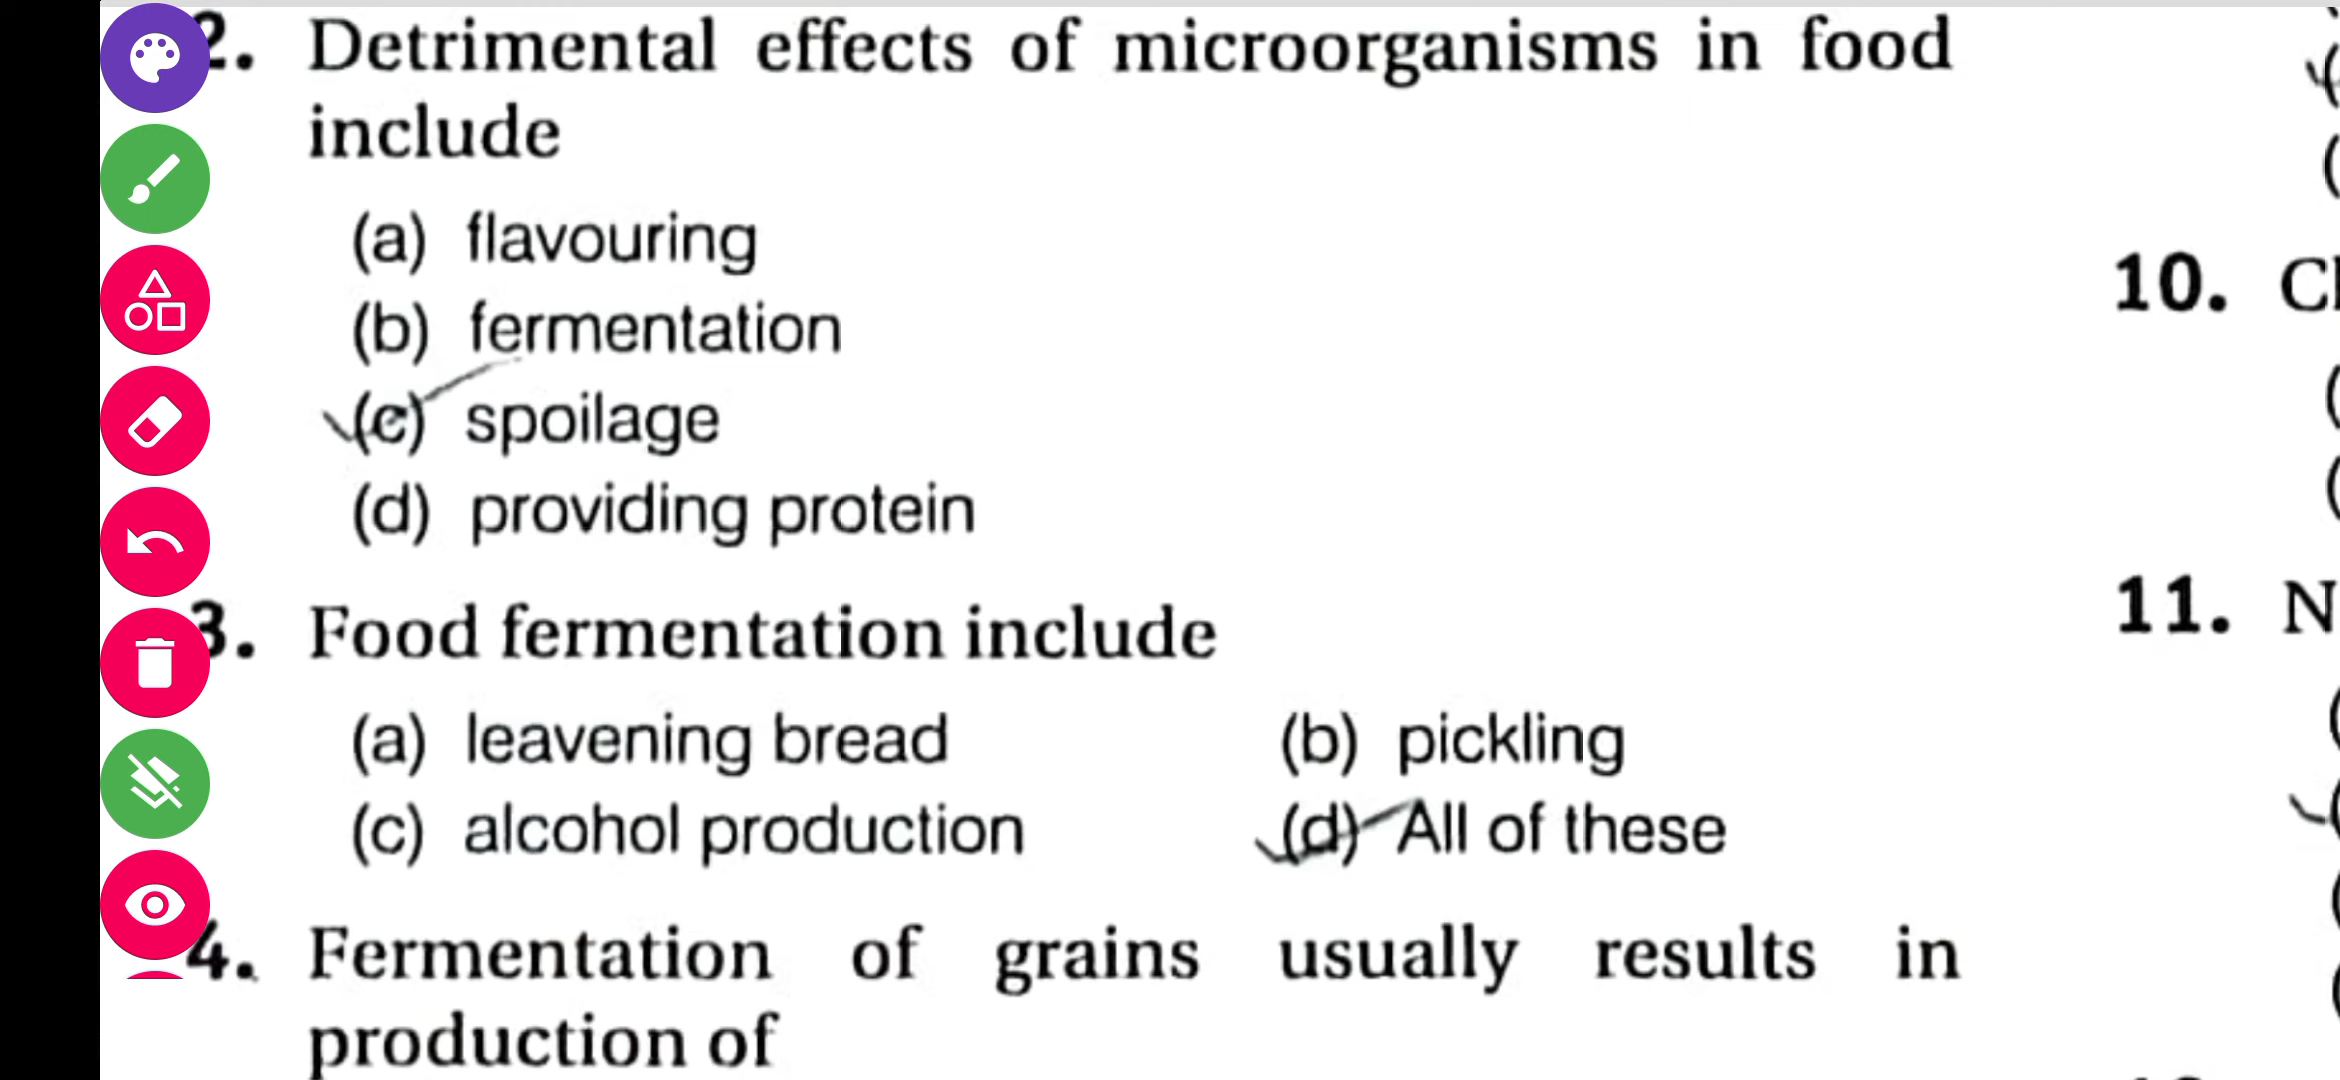 2. Detrimental effects of microorganisms in food
include
(a) flavouring
(b) fermentation
(c) spoilage
(d) providing protein
3. Food fermentation include
(a) leavening bread (b) pickling
(c) alcohol production (d) All of these
4. Fermentation of grains usually results in
production of
10.
11. N